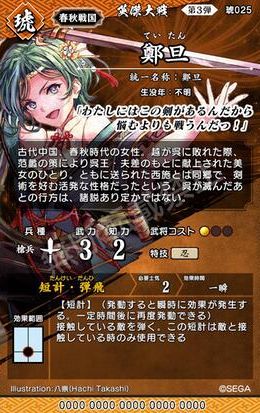 琥
春秋戦国
英傑大戦
第3弾
琥025
てい たん
鄭旦
統一名称：鄭旦
生没年：不明
「わたしにはこの劍があるんだから
悩むよりも戦うんだっ！」
古代中国、春秋時代の女性。越が呉に敗れた際、
范蠡の策により呉王・夫差のもとに献上された美
女のひとり。ともに送られた西施とは同郷で、剣
術を好む活発な性格だったという。呉が滅んだあ
との行方は、諸説あり定かではない。
兵種 武力 知力 武将コスト
槍兵 3 2
特技 忍
たんけい・だんひ
短計・弾飛
必要士気 効果時間
2 一瞬
効果範囲
【短計】（発動すると瞬時に効果が発生す
る。一定時間後に再度発動できる）
接触している敵を弾く。この短計は敵と接
触している時のみ使用できる
Illustration:八景(Hachi Takashi)
©SEGA
0000 0000 0000 0000 0000